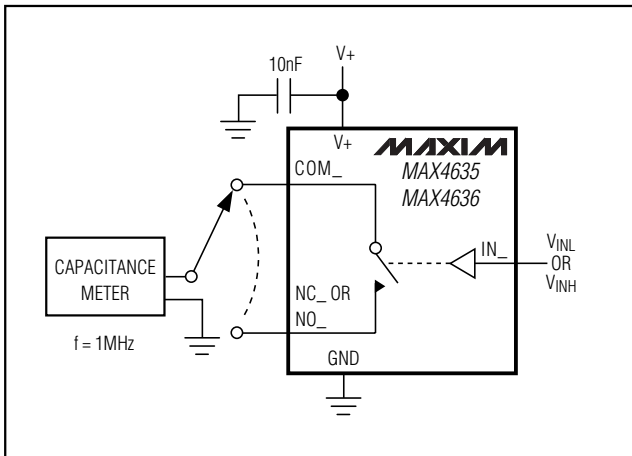 10nF
V+
V+
MAXIM
MAX4635
MAX4636
COM_
IN_
V_INL
OR
V_INH
CAPACITANCE
METER
NC_ OR
NO_
f = 1MHz
GND